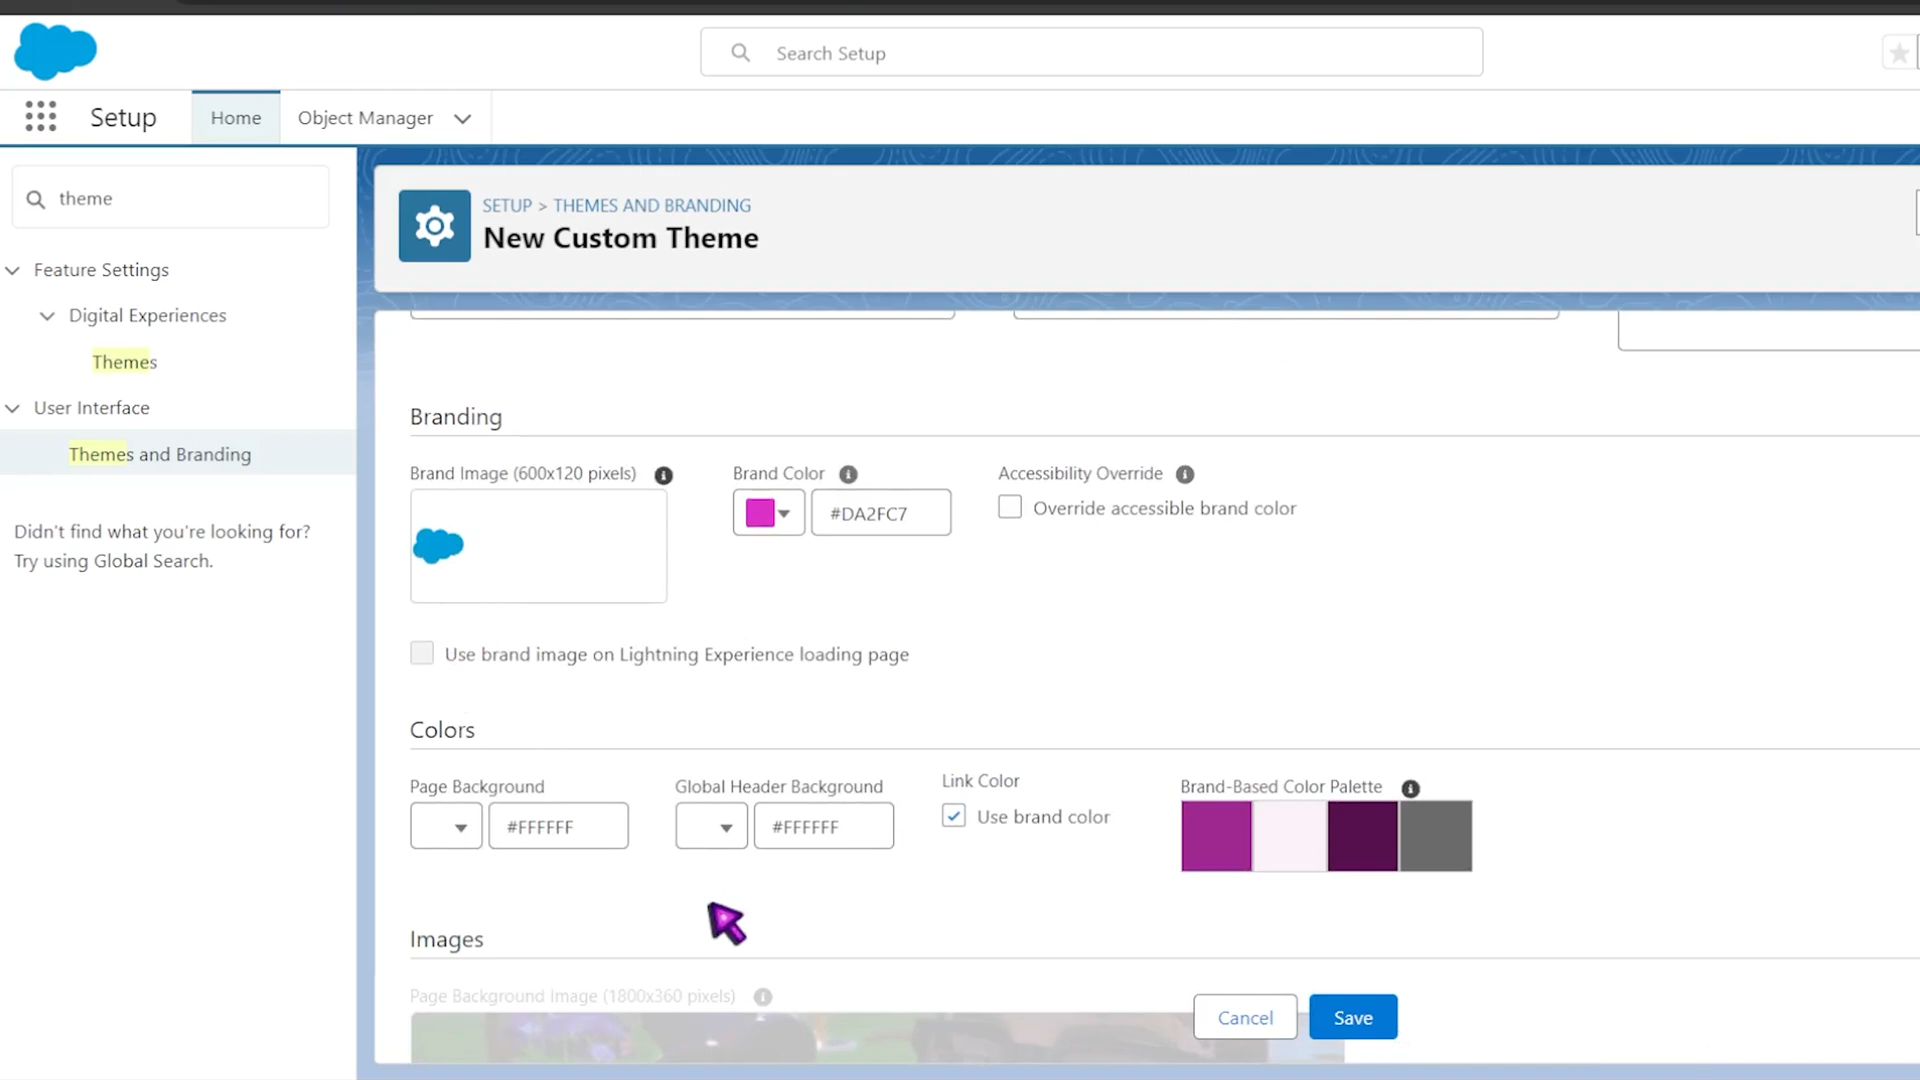 Search Setup
Setup
Home
Object Manager
theme
Feature Settings
Digital Experiences
Themes
User Interface
Themes and Branding
Didn't find what you're looking for?
Try using Global Search.
SETUP > THEMES AND BRANDING
New Custom Theme
Branding
Brand Image (600x120 pixels)
Brand Color
Accessibility Override
#DA2FC7
Override accessible brand color
Use brand image on Lightning Experience loading page
Colors
Page Background
Global Header Background
Link Color
Brand-Based Color Palette
#FFFFFF
#FFFFFF
Use brand color
Images
Page Background Image (1800x360 pixels)
Cancel
Save